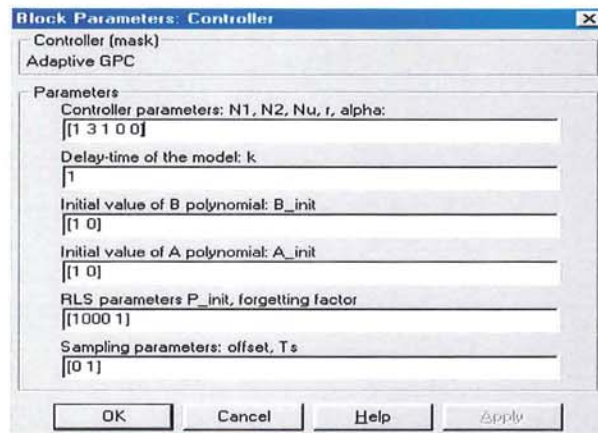 Block Parameters: Controller
Controller (mask)
Adaptive GPC
Parameters
Controller parameters: N1, N2, Nu, r, alpha:
[1 3 1 0 0]
Delay-time of the model: k
1
Initial value of B polynomial: B_init
[1 0]
Initial value of A polynomial: A_init
[1 0]
RLS parameters P_init, forgetting factor
[1000 1]
Sampling parameters: offset, Ts
[0 1]
OK Cancel Help Apply